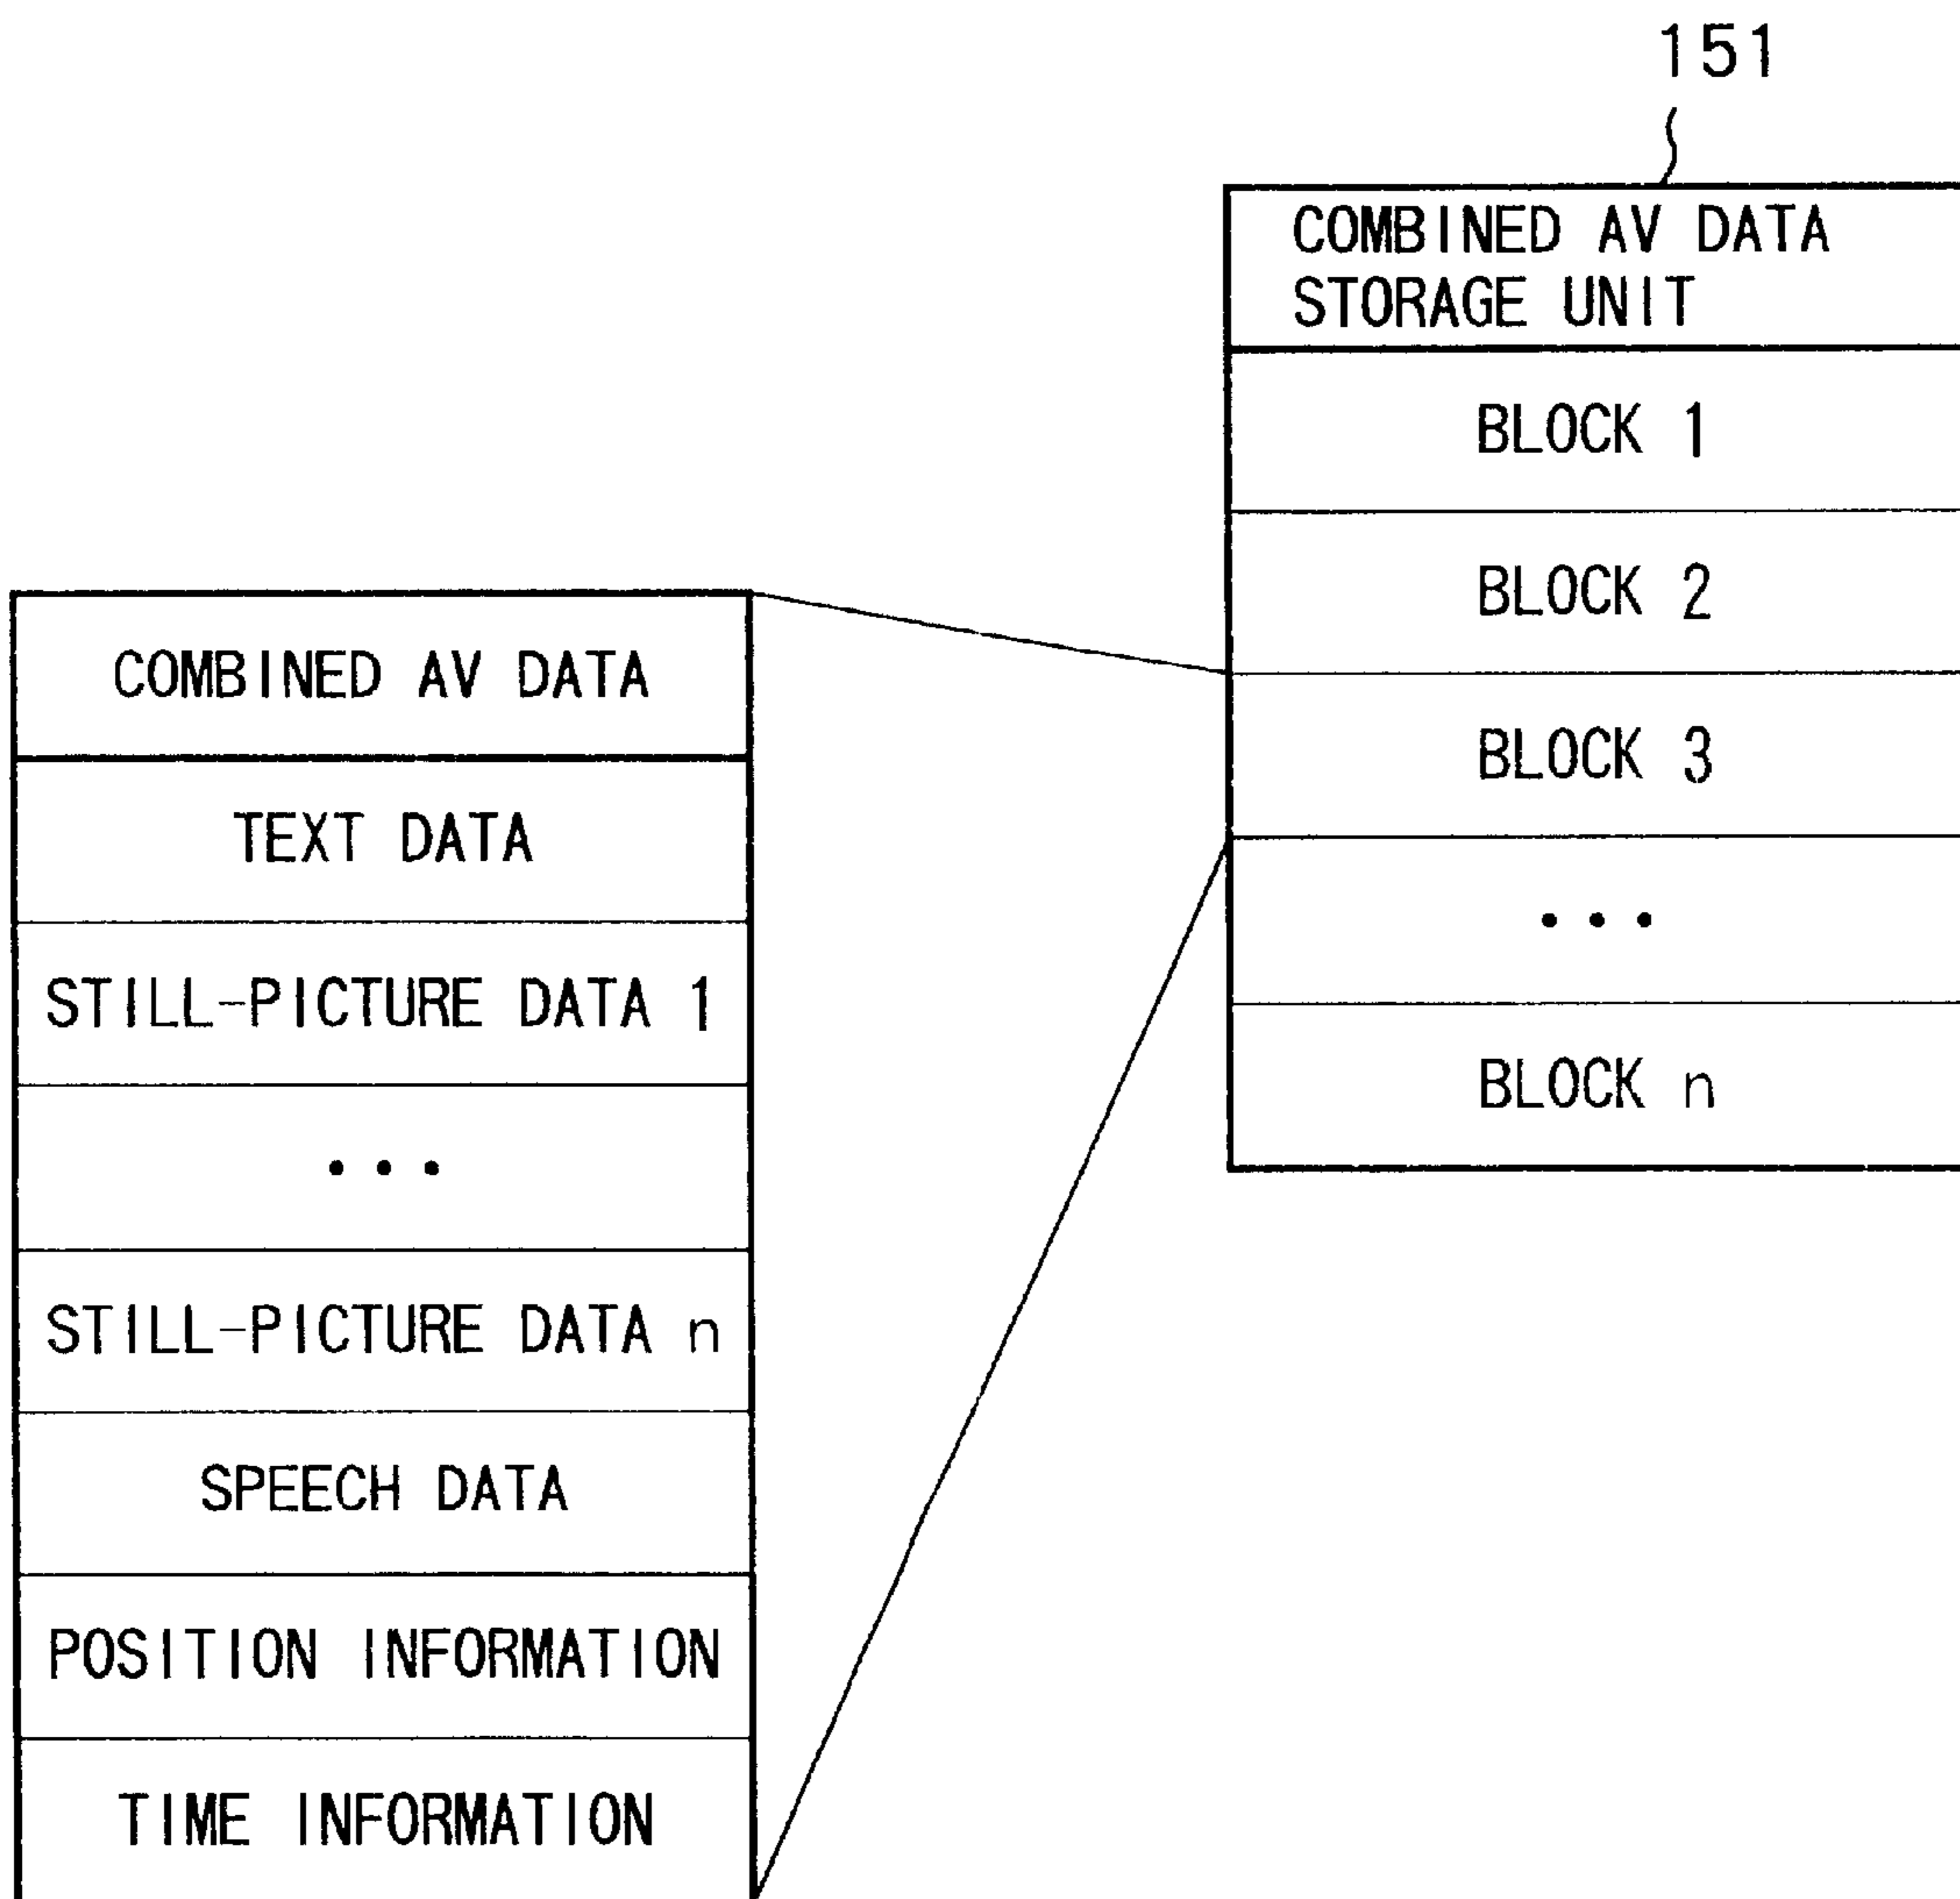 151
COMBINED AV DATA
STORAGE UNIT
BLOCK 1
BLOCK 2
BLOCK 3
...
BLOCK n
COMBINED AV DATA
TEXT DATA
STILL-PICTURE DATA 1
...
STILL-PICTURE DATA n
SPEECH DATA
POSITION INFORMATION
TIME INFORMATION